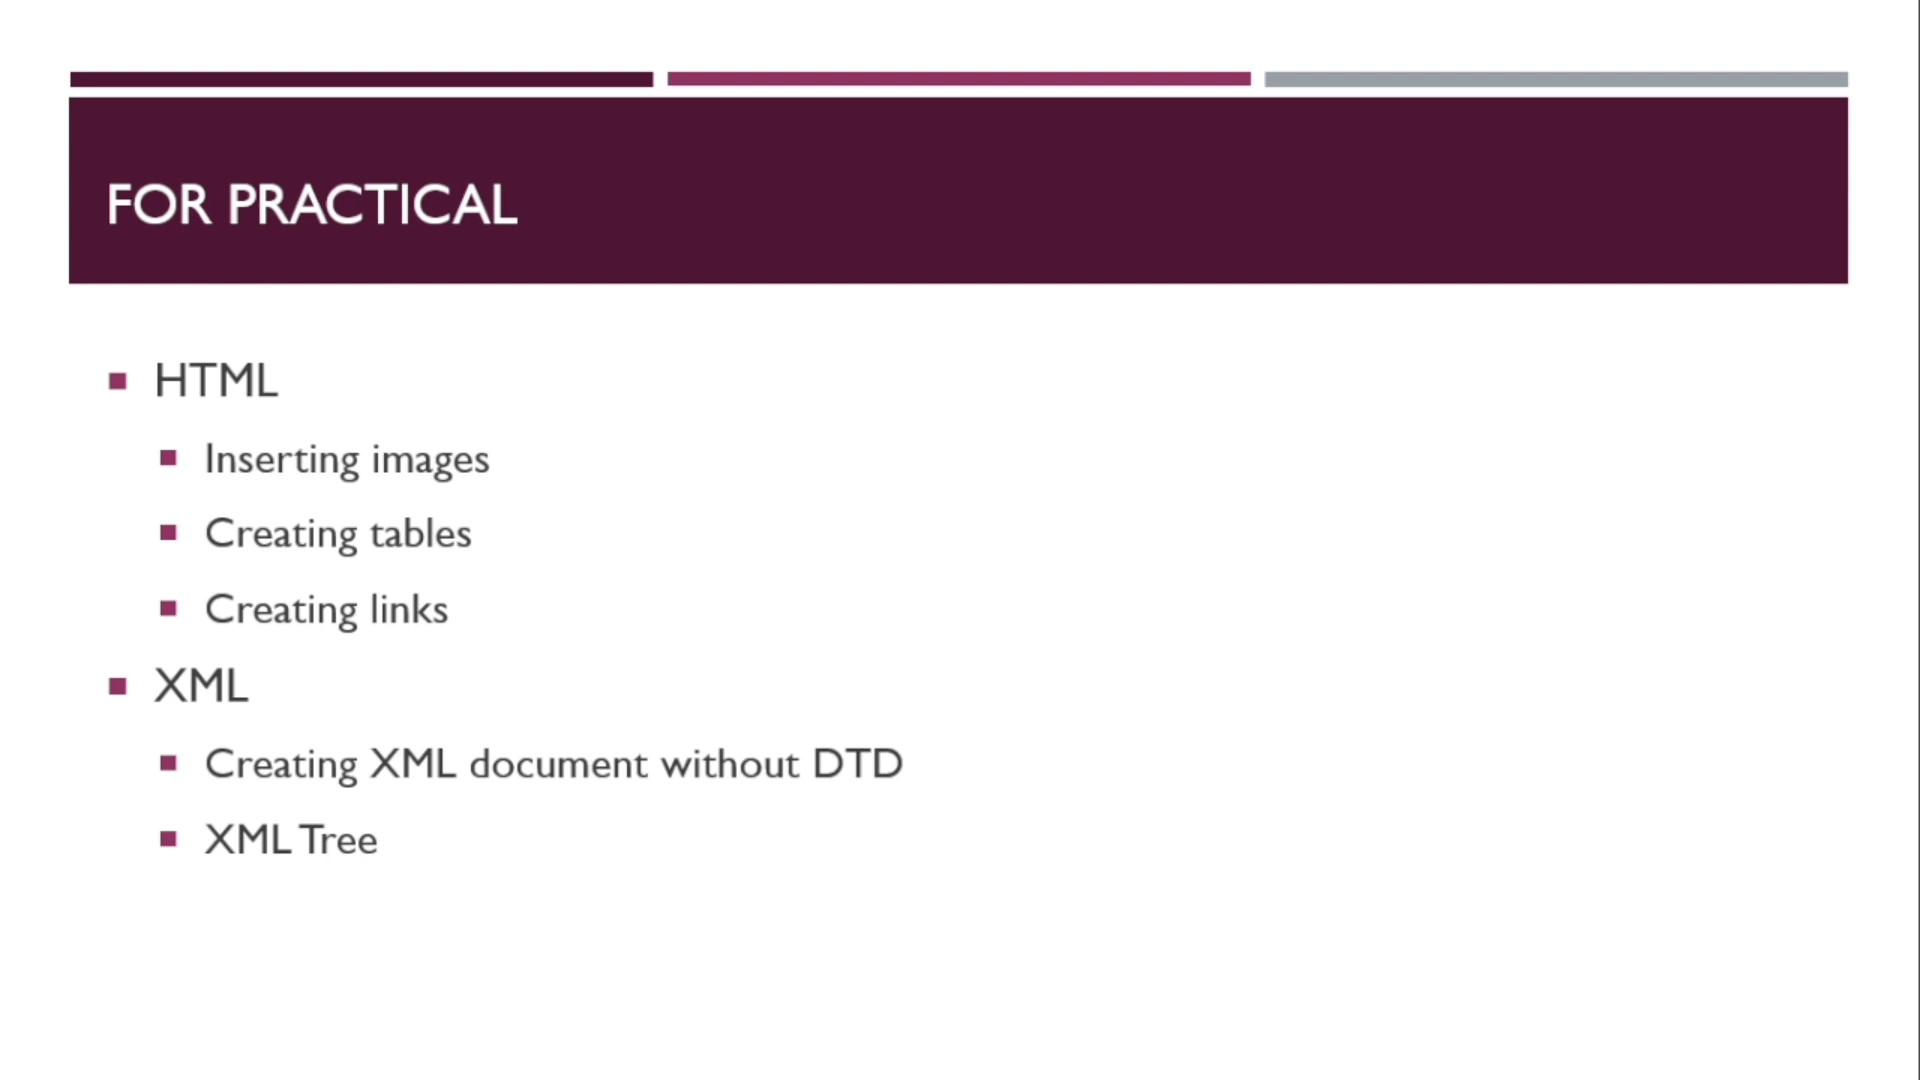 FOR PRACTICAL
HTML
Inserting images
Creating tables
Creating links
XML
Creating XML document without DTD
XML Tree